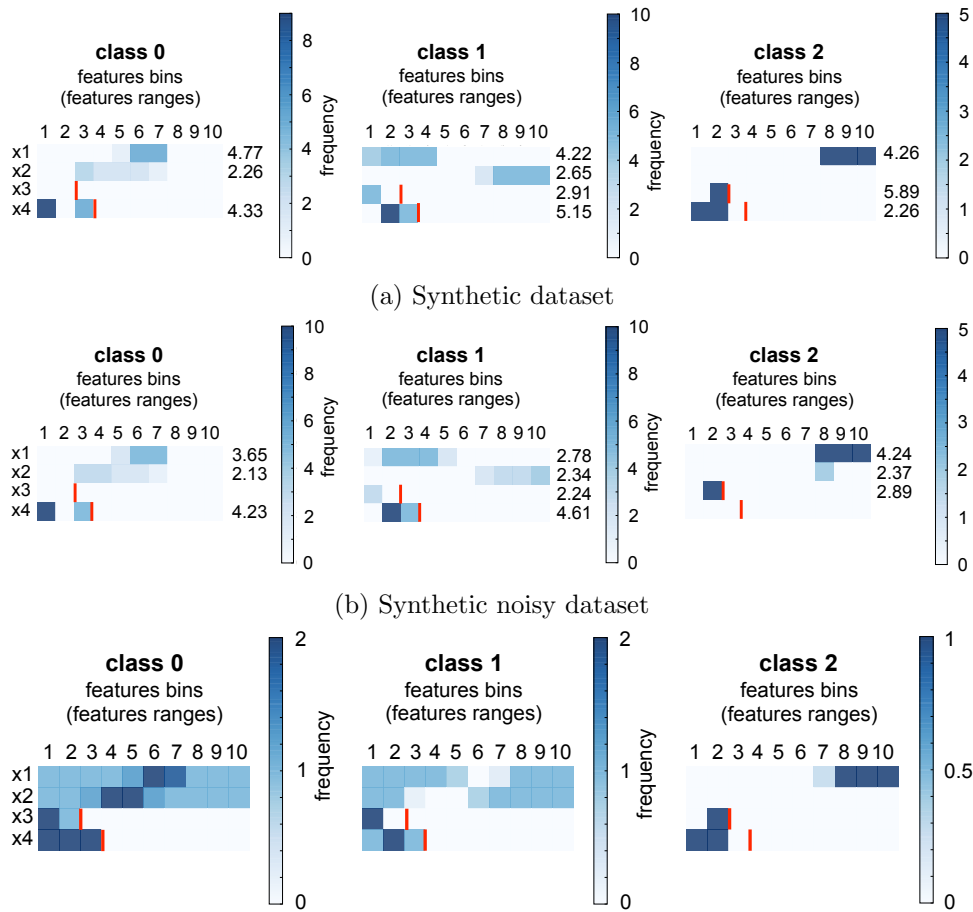 class 0
features bins
(features ranges)
1 2 3 4 5 6 7 8 9 10
x1 4.77
x2 2.26
x3
x4 4.33
8
6
4
2
0
frequency
class 1
features bins
(features ranges)
1 2 3 4 5 6 7 8 9 10
4.22
2.65
2.91
5.15
10
8
6
4
2
0
frequency
class 2
features bins
(features ranges)
1 2 3 4 5 6 7 8 9 10
4.26
5.89
2.26
5
4
3
2
1
0
(a) Synthetic dataset
class 0
features bins
(features ranges)
1 2 3 4 5 6 7 8 9 10
x1 3.65
x2 2.13
x3
x4 4.23
10
8
6
4
2
0
frequency
class 1
features bins
(features ranges)
1 2 3 4 5 6 7 8 9 10
2.78
2.34
2.24
4.61
10
8
6
4
2
0
frequency
class 2
features bins
(features ranges)
1 2 3 4 5 6 7 8 9 10
4.24
2.37
2.89
5
4
3
2
1
0
(b) Synthetic noisy dataset
class 0
features bins
(features ranges)
1 2 3 4 5 6 7 8 9 10
x1
x2
x3
x4
2
1
0
frequency
class 1
features bins
(features ranges)
1 2 3 4 5 6 7 8 9 10
2
1
0
frequency
class 2
features bins
(features ranges)
1 2 3 4 5 6 7 8 9 10
1
0.5
0